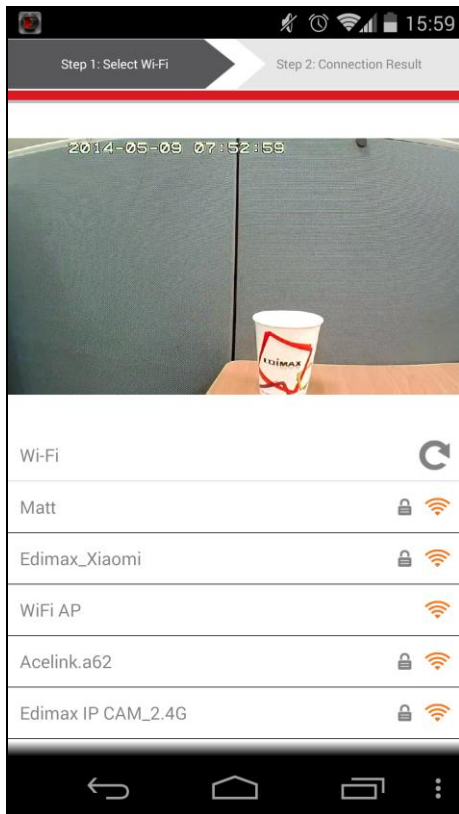 15:59
Step 1: Select Wi-Fi
Step 2: Connection Result
2014-05-09 07:52:59
EDIMAX
Wi-Fi
Matt
Edimax_Xiaomi
WiFi AP
Acelink.a62
Edimax IP CAM_2.4G